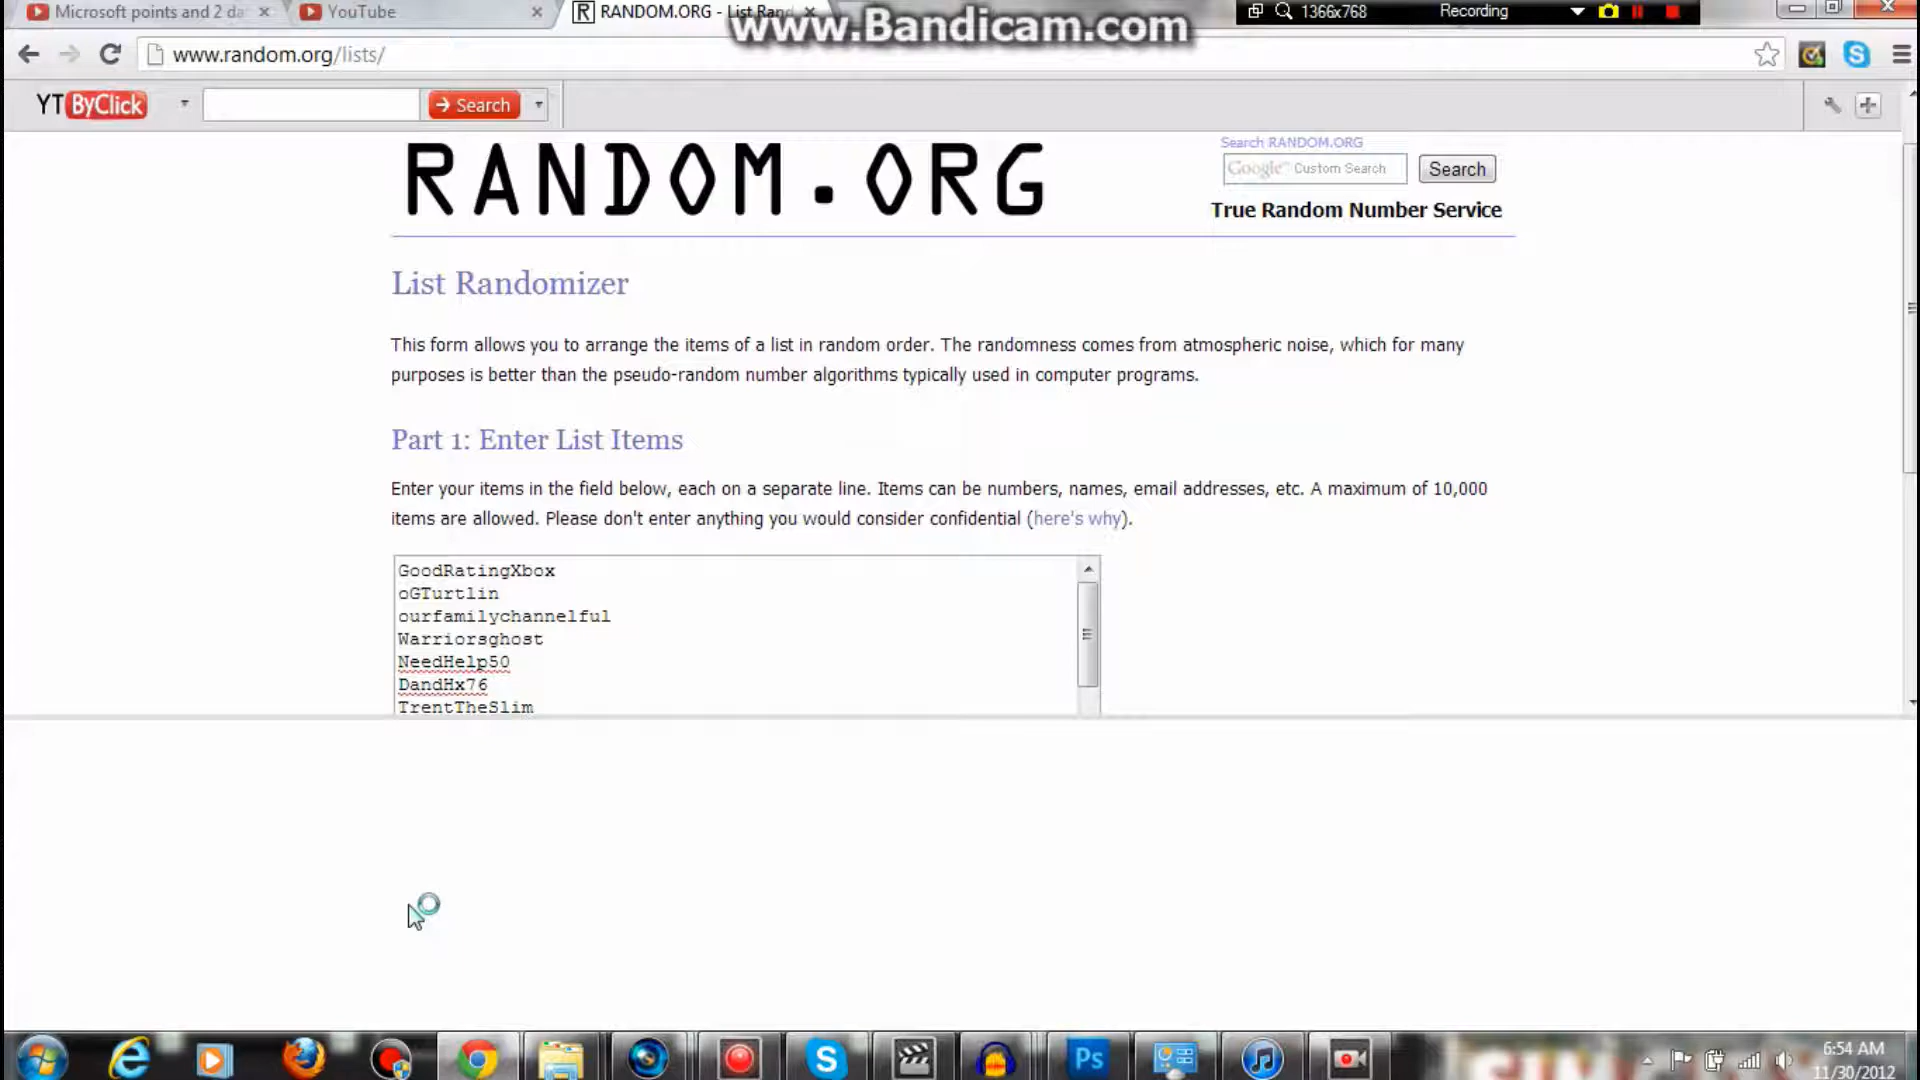 Microsoft points and 2 da
YouTube
RANDOM.ORG - List Ran
www.Bandicam.com
1366x768
Recording
www.random.org/lists/
YT ByClick
Search
RANDOM.ORG
Search RANDOM.ORG
Google™ Custom Search
Search
True Random Number Service
List Randomizer
This form allows you to arrange the items of a list in random order. The randomness comes from atmospheric noise, which for many
purposes is better than the pseudo-random number algorithms typically used in computer programs.
Part 1: Enter List Items
Enter your items in the field below, each on a separate line. Items can be numbers, names, email addresses, etc. A maximum of 10,000
items are allowed. Please don't enter anything you would consider confidential (here's why).
GoodRatingXbox
oGTurtlin
ourfamilychannelful
Warriorsghost
NeedHelp50
DandHx76
TrentTheSlim
Ps
6:54 AM
11/30/2012